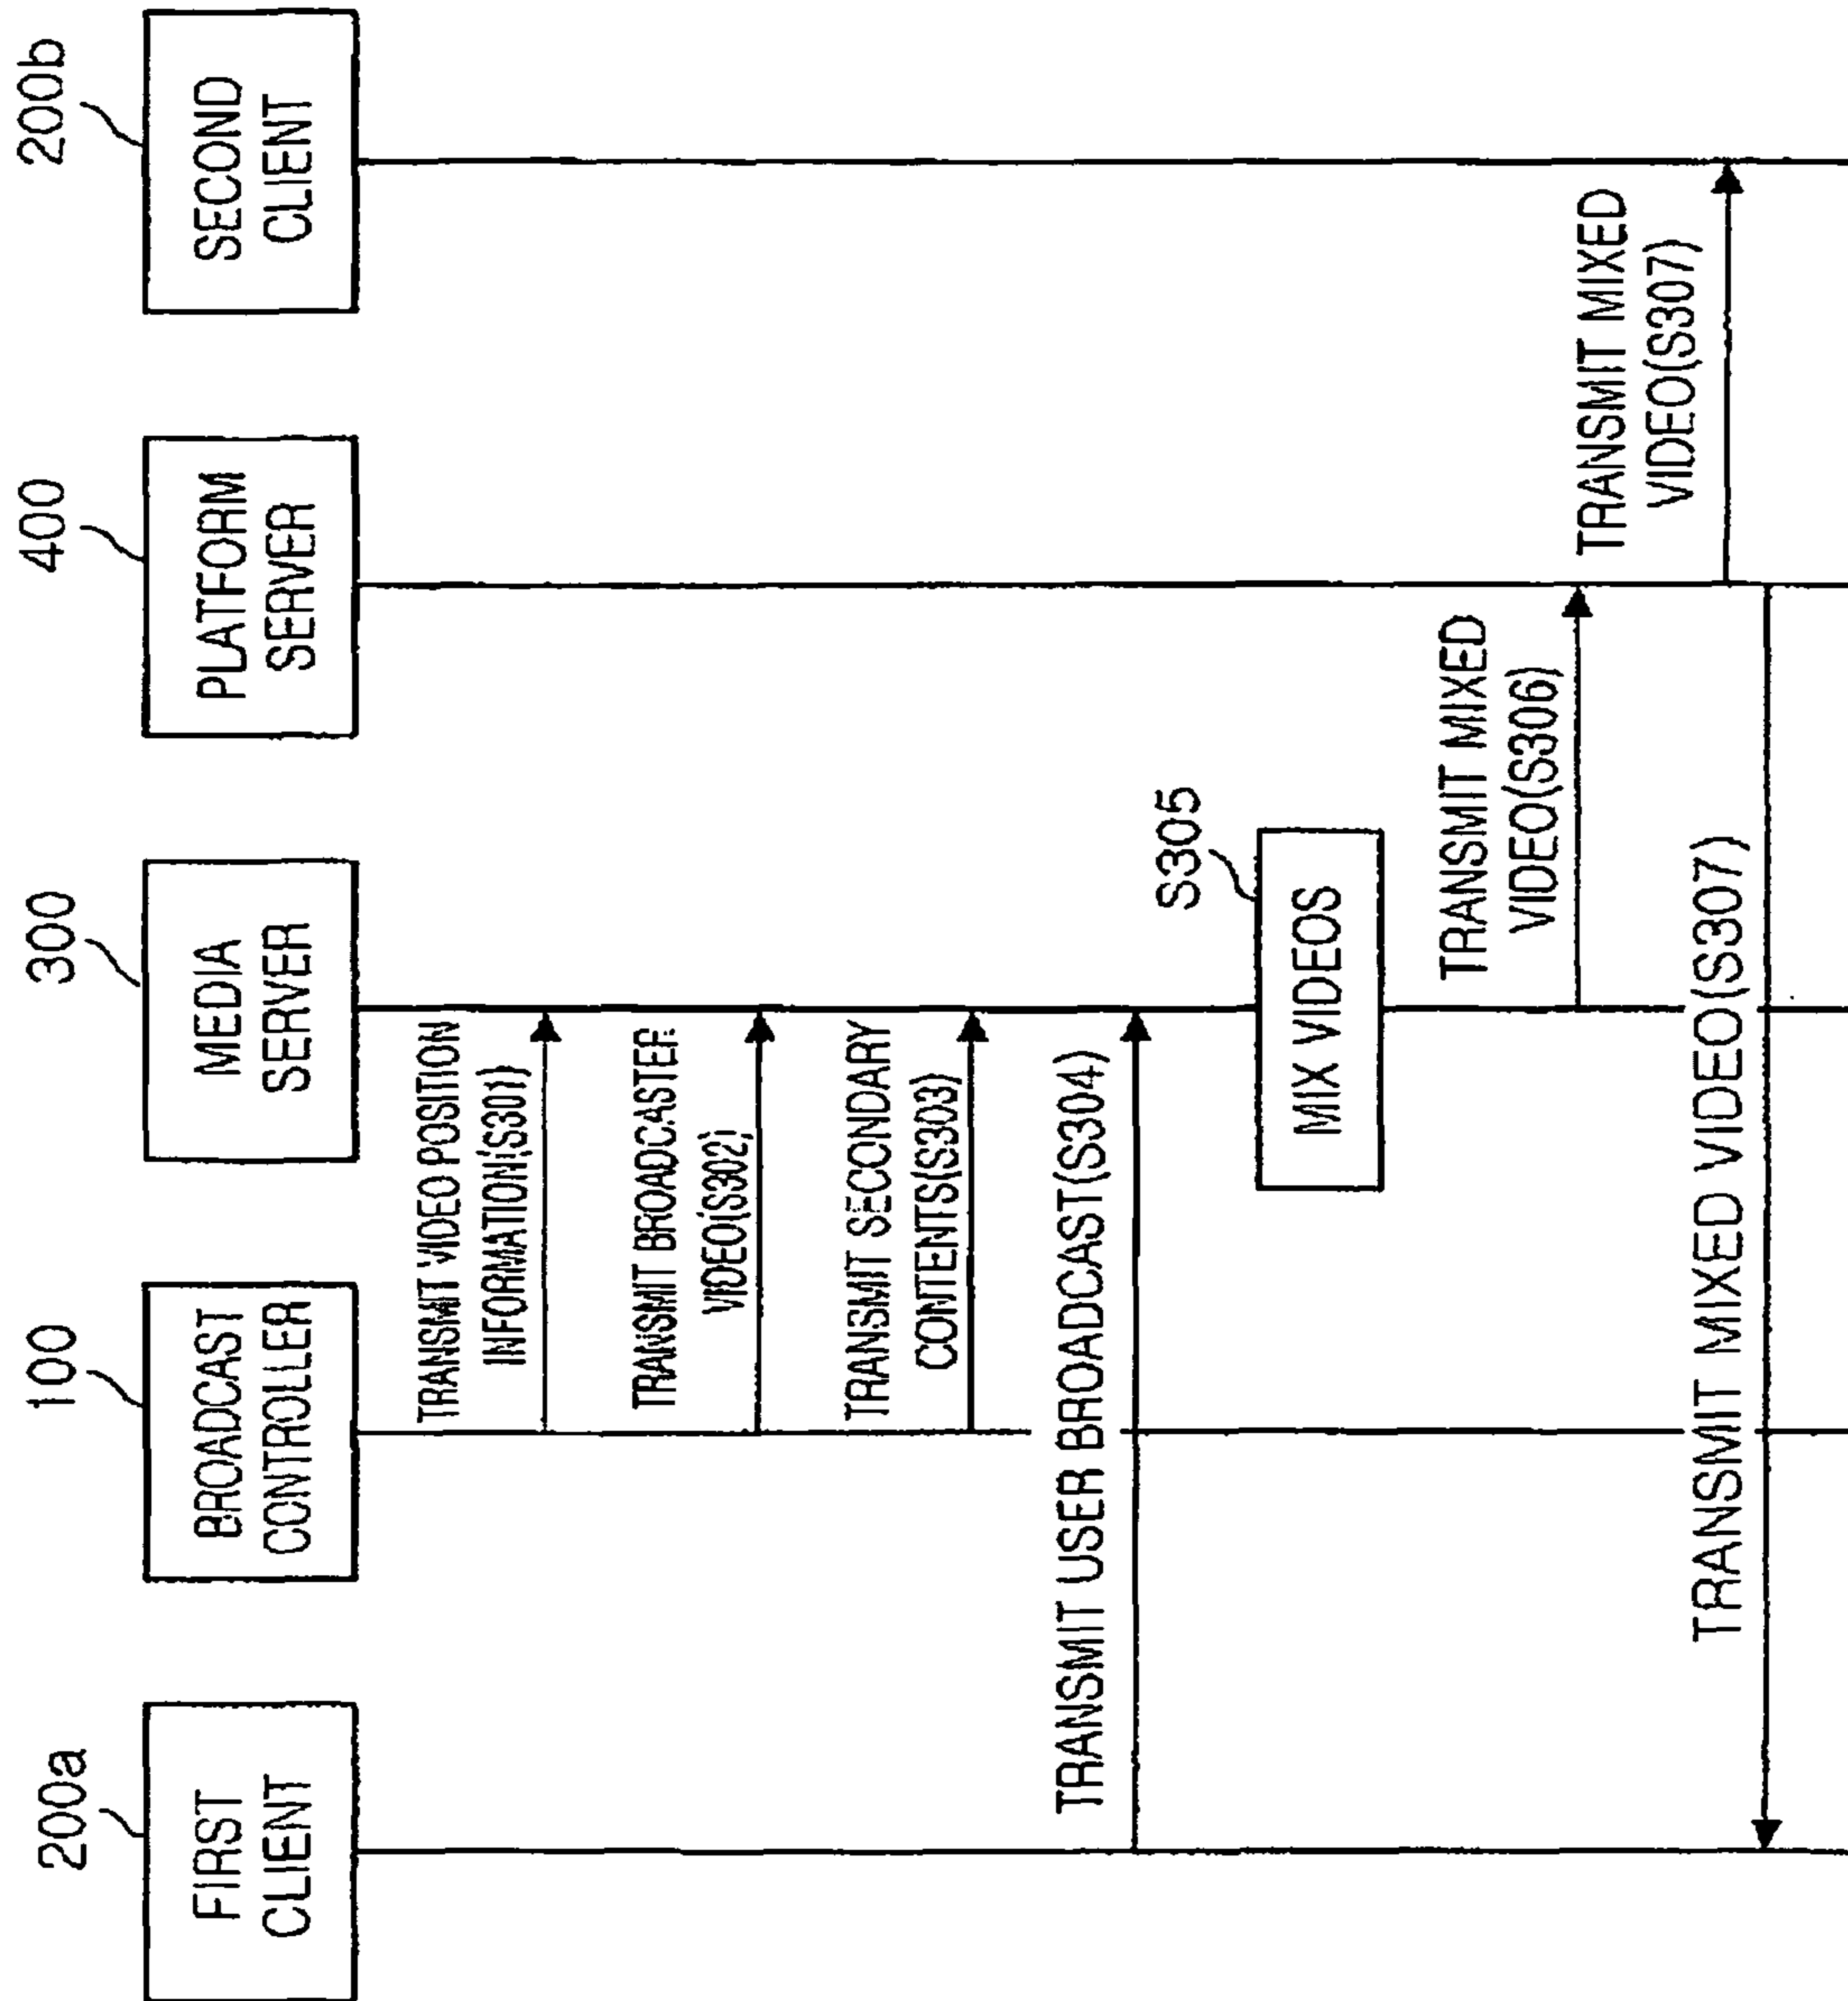 200a
FIRST
CLIENT
100
BROADCAST
CONTROLLER
300
MEDIA
SERVER
400
PLATFORM
SERVER
200b
SECOND
CLIENT
TRANSMIT VIDEO POSITION
INFORMATION(S301)
TRANSMIT BROADCASTER
VIDEO(S302)
TRANSMIT SECONDARY
CONTENTS(S303)
TRANSMIT USER BROADCAST(S304)
S305
MIX VIDEOS
TRANSMIT MIXED
VIDEO(S306)
TRANSMIT MIXED
VIDEO(S307)
TRANSMIT MIXED VIDEO(S307)